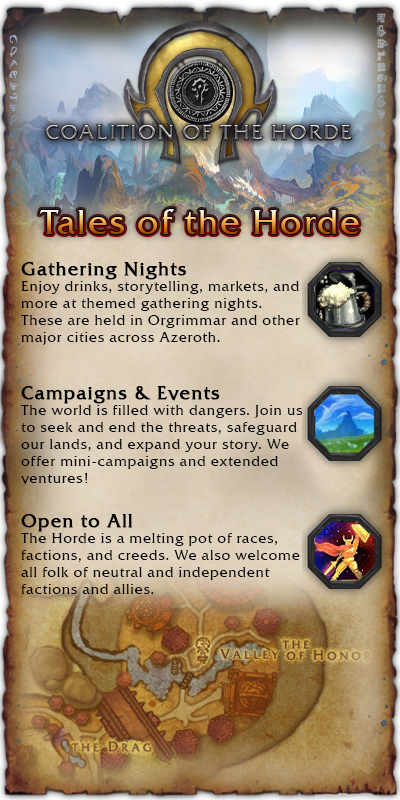 COALITION OF THE HORDE
Tales of the Horde
Gathering Nights
Enjoy drinks, storytelling, markets, and
more at themed gathering nights.
These are held in Orgrimmar and other
major cities across Azeroth.
Campaigns & Events
The world is filled with dangers. Join us
to seek and end the threats, safeguard
our lands, and expand your story. We
offer mini-campaigns and extended
ventures!
Open to All
The Horde is a melting pot of races,
factions, and creeds. We also welcome
all folk of neutral and independent
factions and allies.
THE
VALLEY OF HONOR
THE DRAG